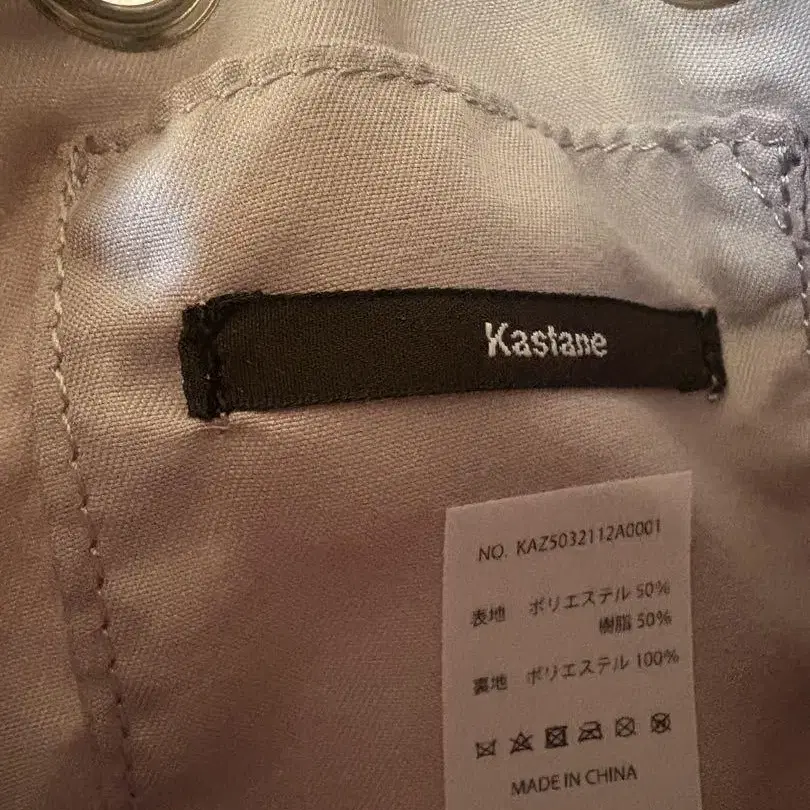 Kastane
NO. KAZ5032112A0001
表地 ポリエステル 50%
樹脂 50%
裏地 ポリエステル 100%
MADE IN CHINA